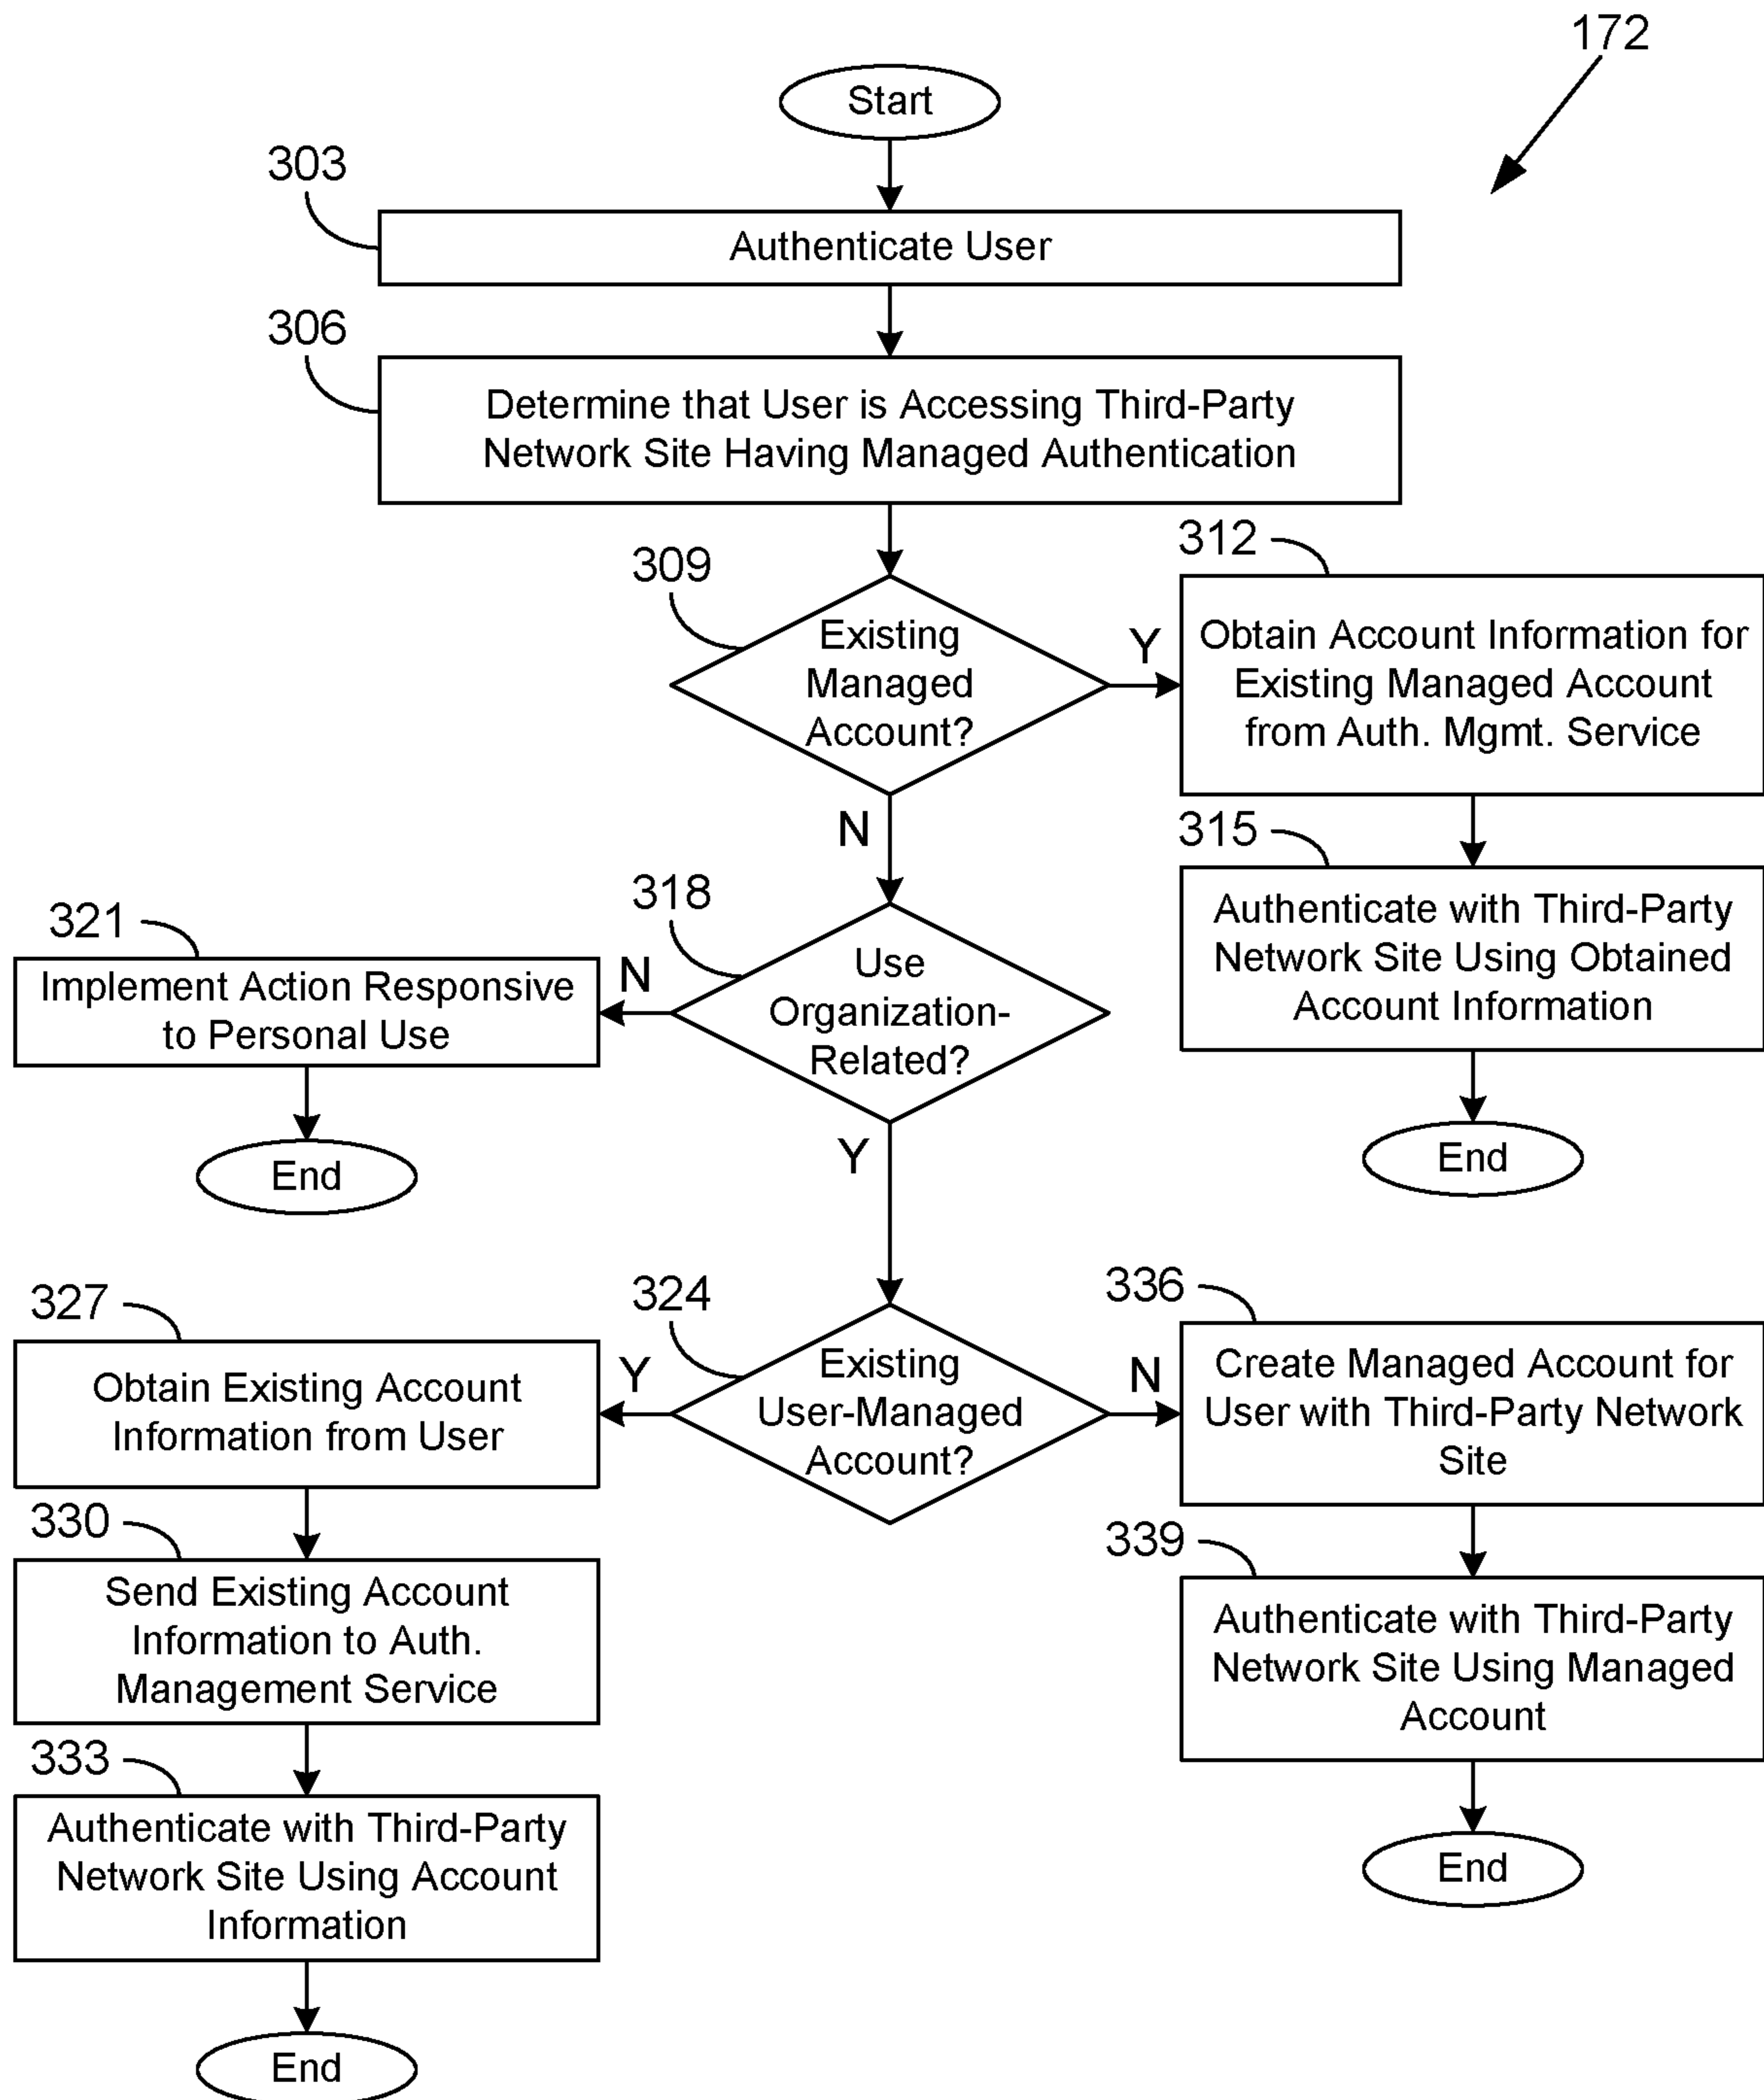 172
Start
303
Authenticate User
306
Determine that User is Accessing Third-Party
Network Site Having Managed Authentication
309
Existing
Managed
Account?
Y
312
Obtain Account Information for
Existing Managed Account
from Auth. Mgmt. Service
N
315
Authenticate with Third-Party
Network Site Using Obtained
Account Information
End
318
Use
Organization-
Related?
N
321
Implement Action Responsive
to Personal Use
End
Y
324
Existing
User-Managed
Account?
Y
327
Obtain Existing Account
Information from User
330
Send Existing Account
Information to Auth.
Management Service
333
Authenticate with Third-Party
Network Site Using Account
Information
End
N
336
Create Managed Account for
User with Third-Party Network
Site
339
Authenticate with Third-Party
Network Site Using Managed
Account
End